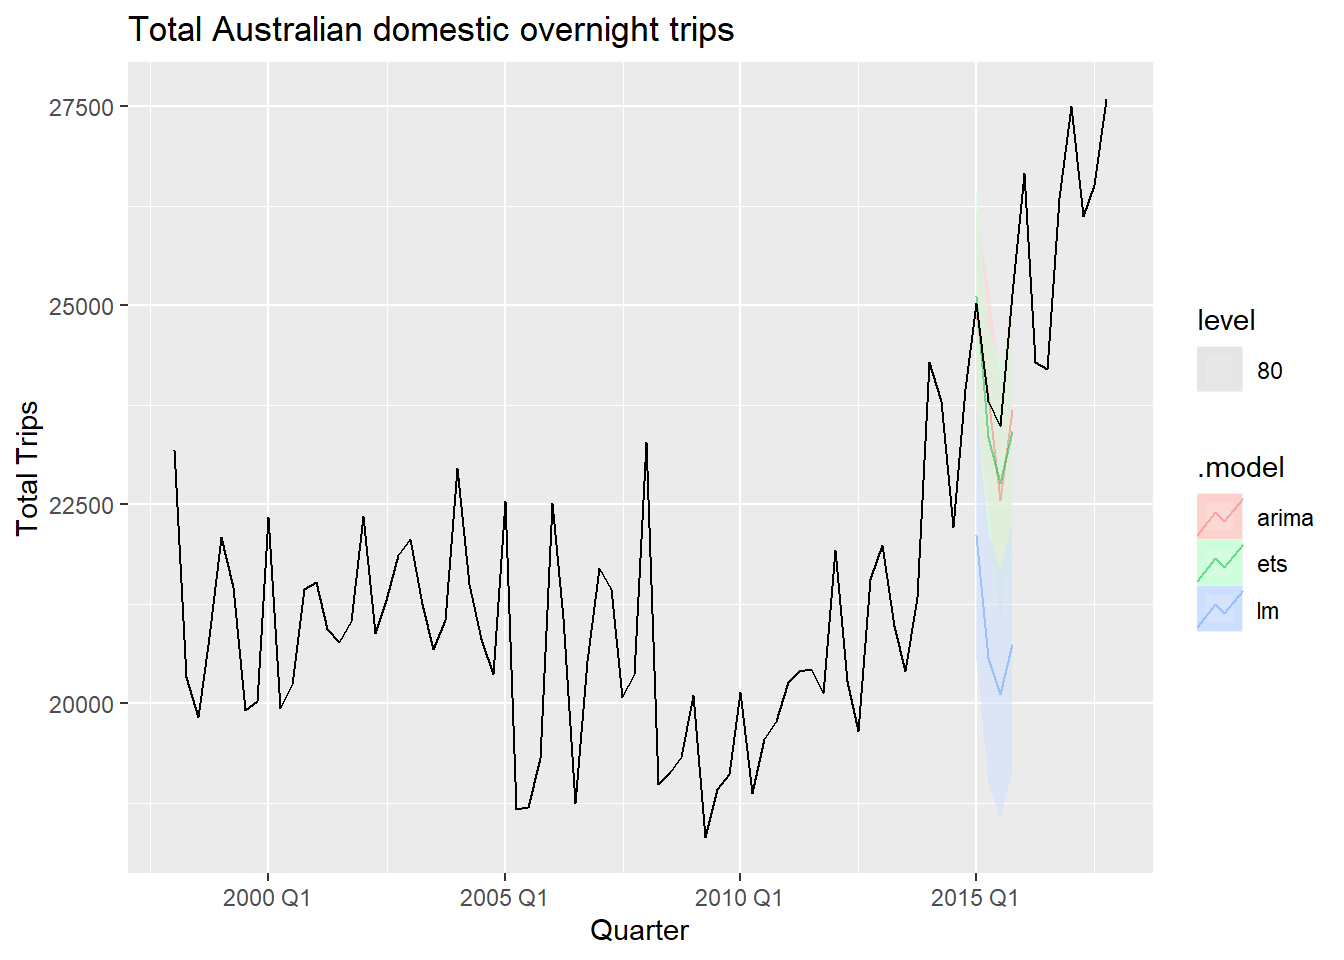 Total Australian domestic overnight trips
27500
25000
22500
20000
Total Trips
2000 Q1
2005 Q1
2010 Q1
2015 Q1
Quarter
level
80
.model
arima
ets
lm